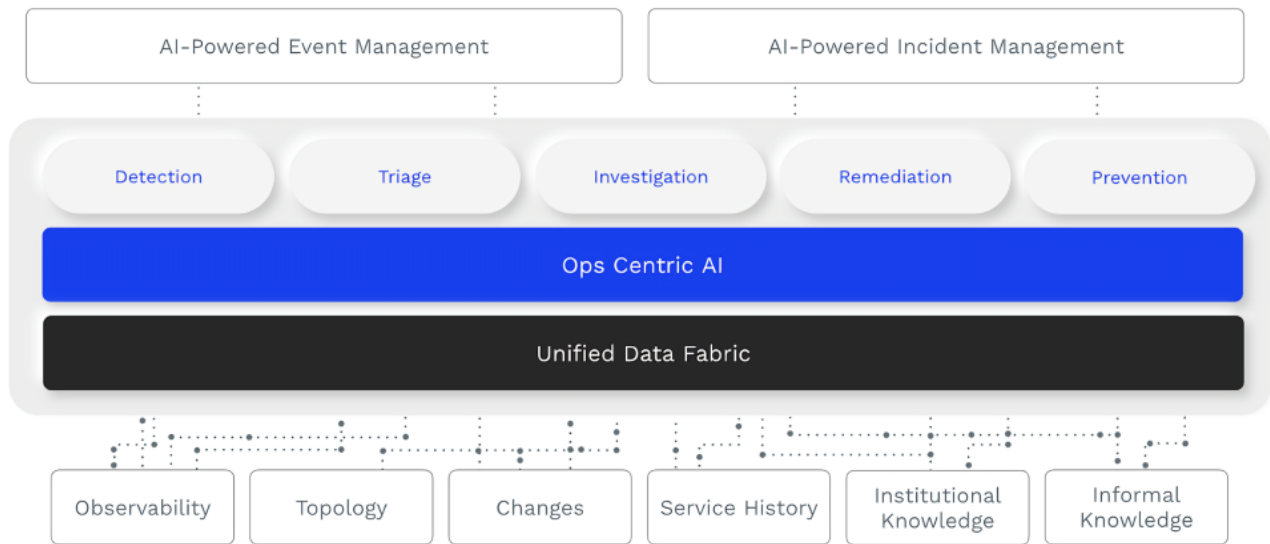 AI-Powered Event Management
AI-Powered Incident Management
Detection
Triage
Investigation
Remediation
Prevention
Ops Centric AI
Unified Data Fabric
Observability
Topology
Changes
Service History
Institutional
Knowledge
Informal
Knowledge